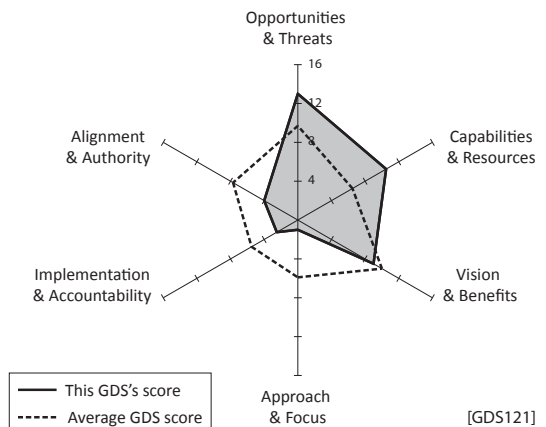 Opportunities
& Threats
16
12
8
4
Alignment
& Authority
Capabilities
& Resources
Implementation
& Accountability
Vision
& Benefits
Approach
& Focus
This GDS's score
Average GDS score
[GDS121]